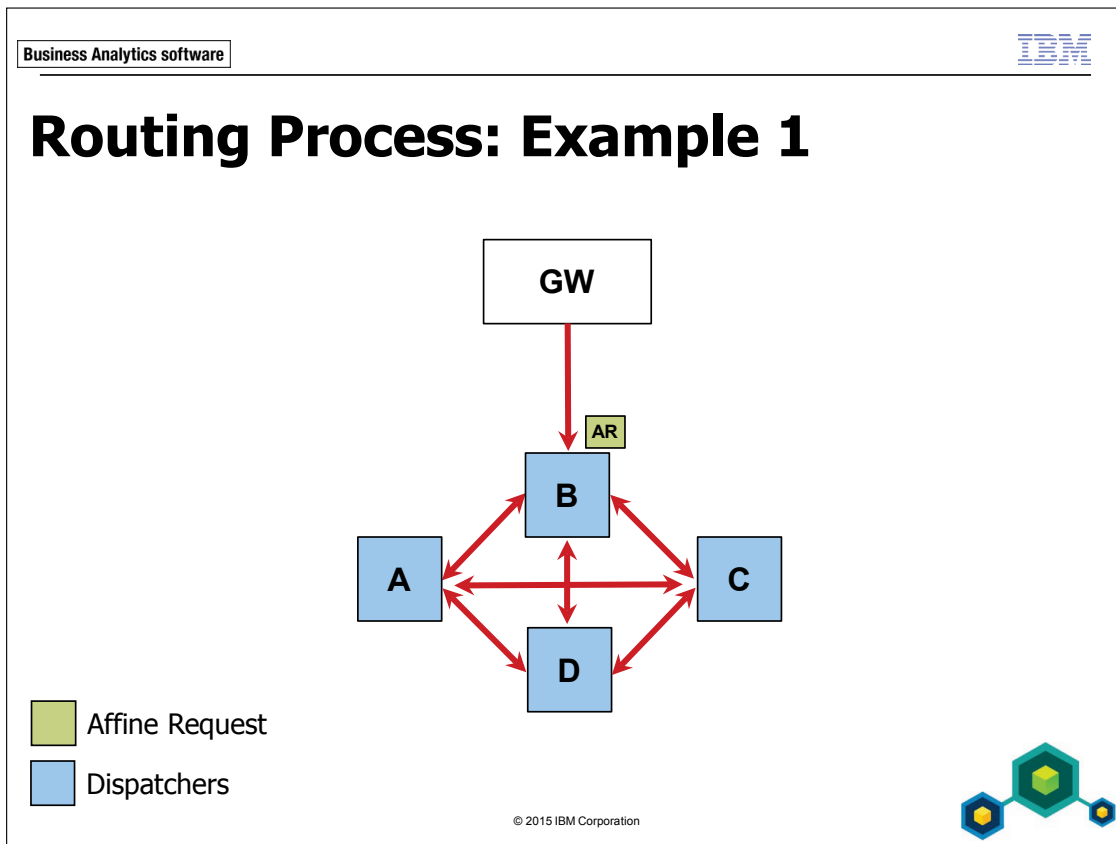 Business Analytics software
IBM
Routing Process: Example 1
GW
AR
B
A
C
D
Affine Request
Dispatchers
© 2015 IBM Corporation